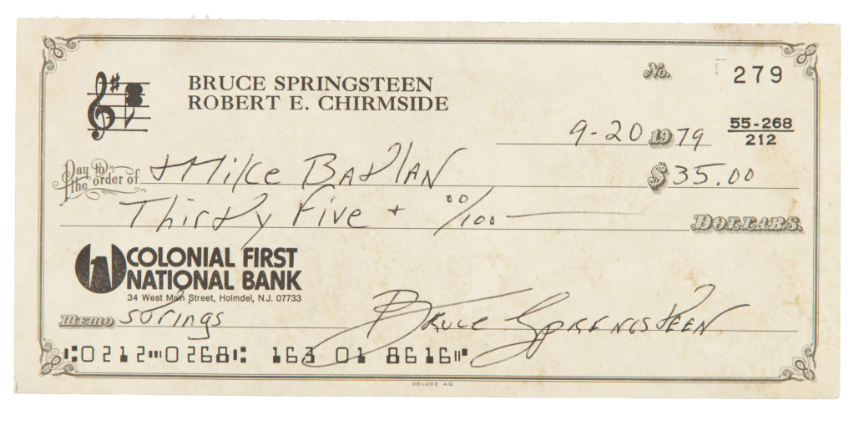 BRUCE SPRINGSTEEN
ROBERT E. CHIRMSIDE
No. 279
9-20 1979
55-268
212
Pay to the order of Mike $35.00
Thirty Five + 00/100 DOLLARS
COLONIAL FIRST
NATIONAL BANK
34 West Main Street, Holmdel, N.J. 07733
MEMO strings Bruce Springsteen
0212 0268 163 01 8616
DELUXE